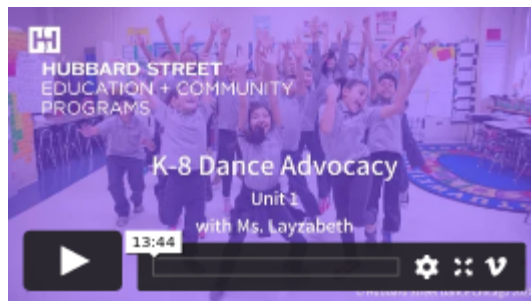 HUBBARD STREET
EDUCATION + COMMUNITY
PROGRAMS
K-8 Dance Advocacy
Unit 1
with Ms. Layzabeth
13:44